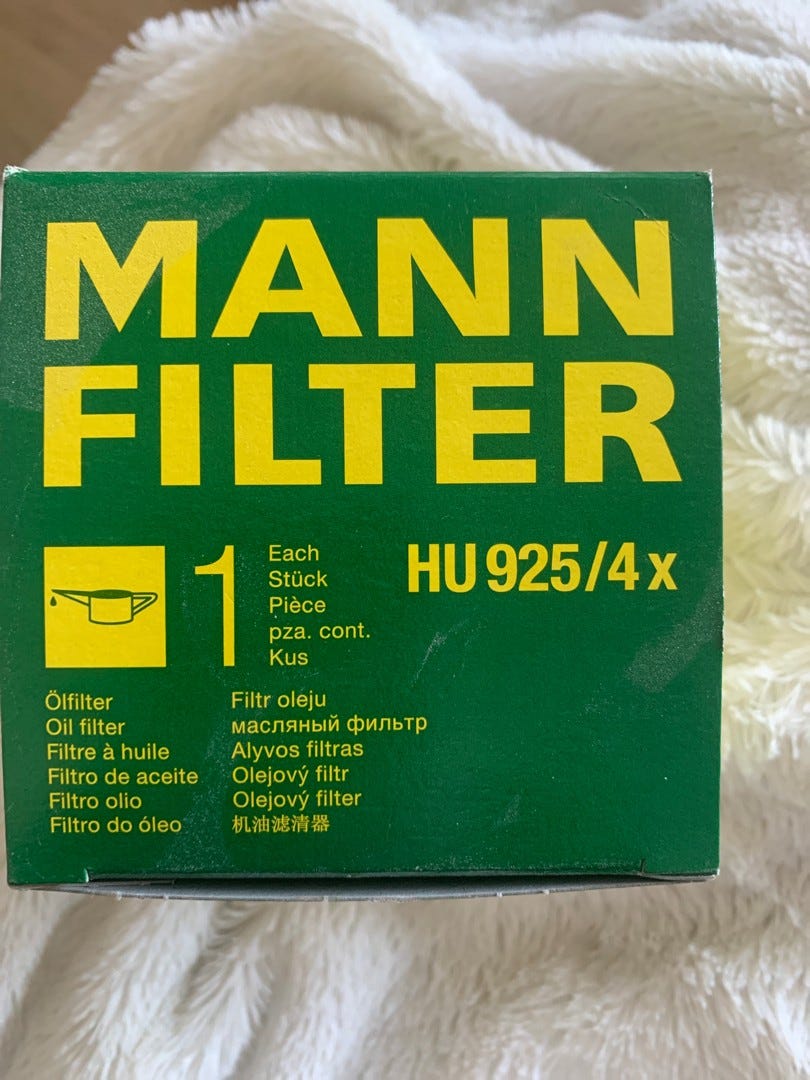 MANN
FILTER
1
Each
Stück
Pièce
pza. cont.
Kus
HU 925/4 x
Ölfilter
Oil filter
Filtre à huile
Filtro de aceite
Filtro olio
Filtro do óleo
Filtr oleju
масляный фильтр
Alyvos filtras
Olejový filtr
Olejový filter
机油滤清器